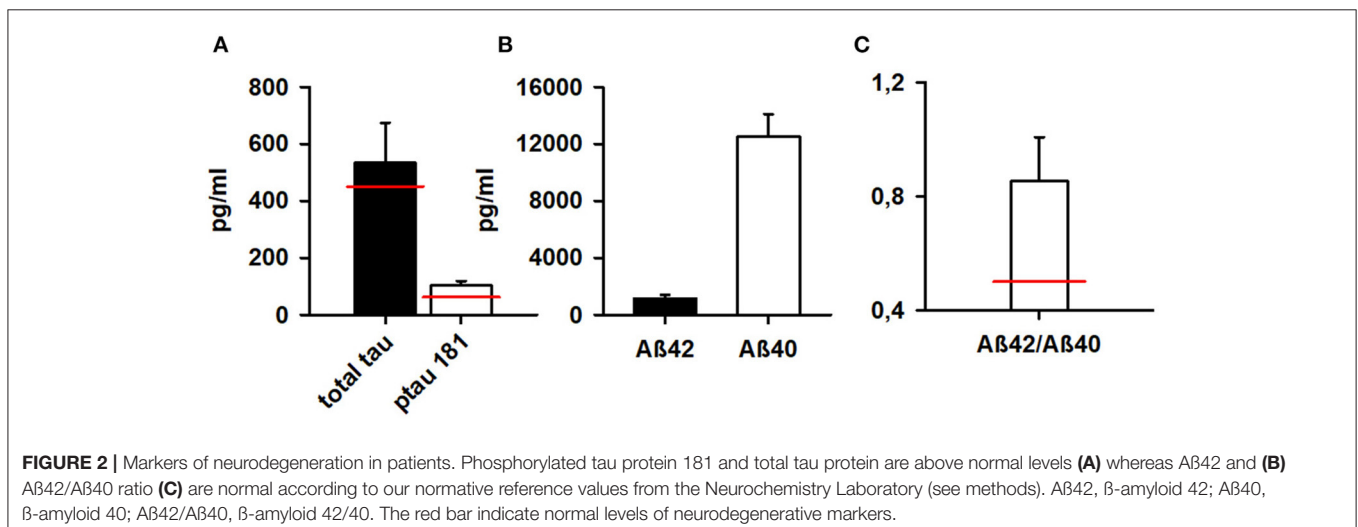 A
B
C
800
600
400
200
0
pg/ml
total tau
ptau 181
16000
12000
8000
4000
0
pg/ml
Aß42
Aß40
1,2
0,8
0,4
Aß42/Aß40
FIGURE 2 | Markers of neurodegeneration in patients. Phosphorylated tau protein 181 and total tau protein are above normal levels (A) whereas Aß42 and (B)
Aß42/Aß40 ratio (C) are normal according to our normative reference values from the Neurochemistry Laboratory (see methods). Aß42, ß-amyloid 42; Aß40,
ß-amyloid 40; Aß42/Aß40, ß-amyloid 42/40. The red bar indicate normal levels of neurodegenerative markers.